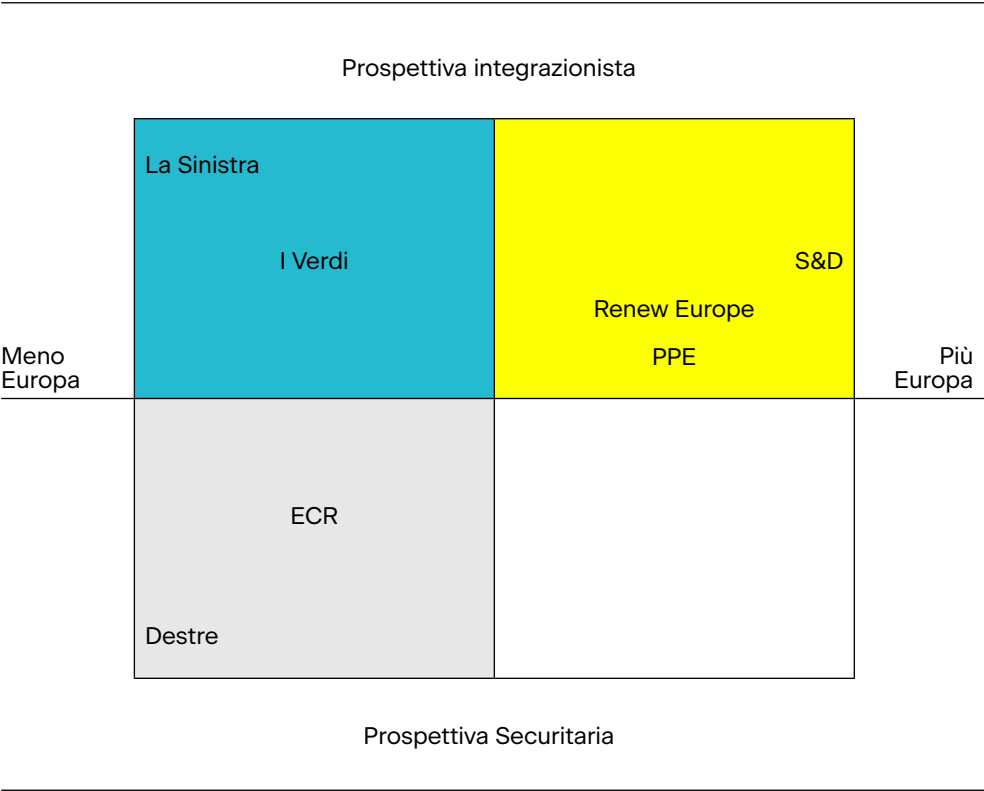 Prospettiva integrazionista
La Sinistra
I Verdi
S&D
Renew Europe
PPE
Meno
Europa
Più
Europa
ECR
Destre
Prospettiva Securitaria